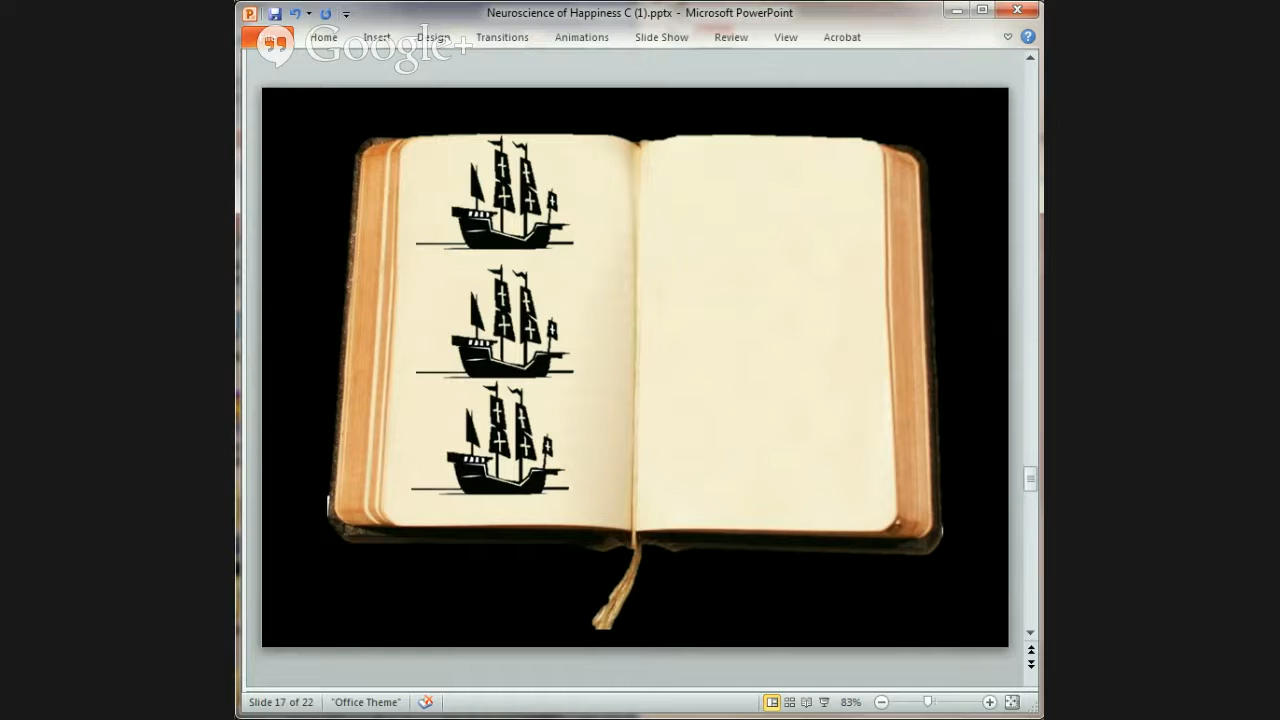 Neuroscience of Happiness C (1).pptx - Microsoft PowerPoint
Home Insert Design Transitions Animations Slide Show Review View Acrobat
Google+
Slide 17 of 22 "Office Theme" 83%